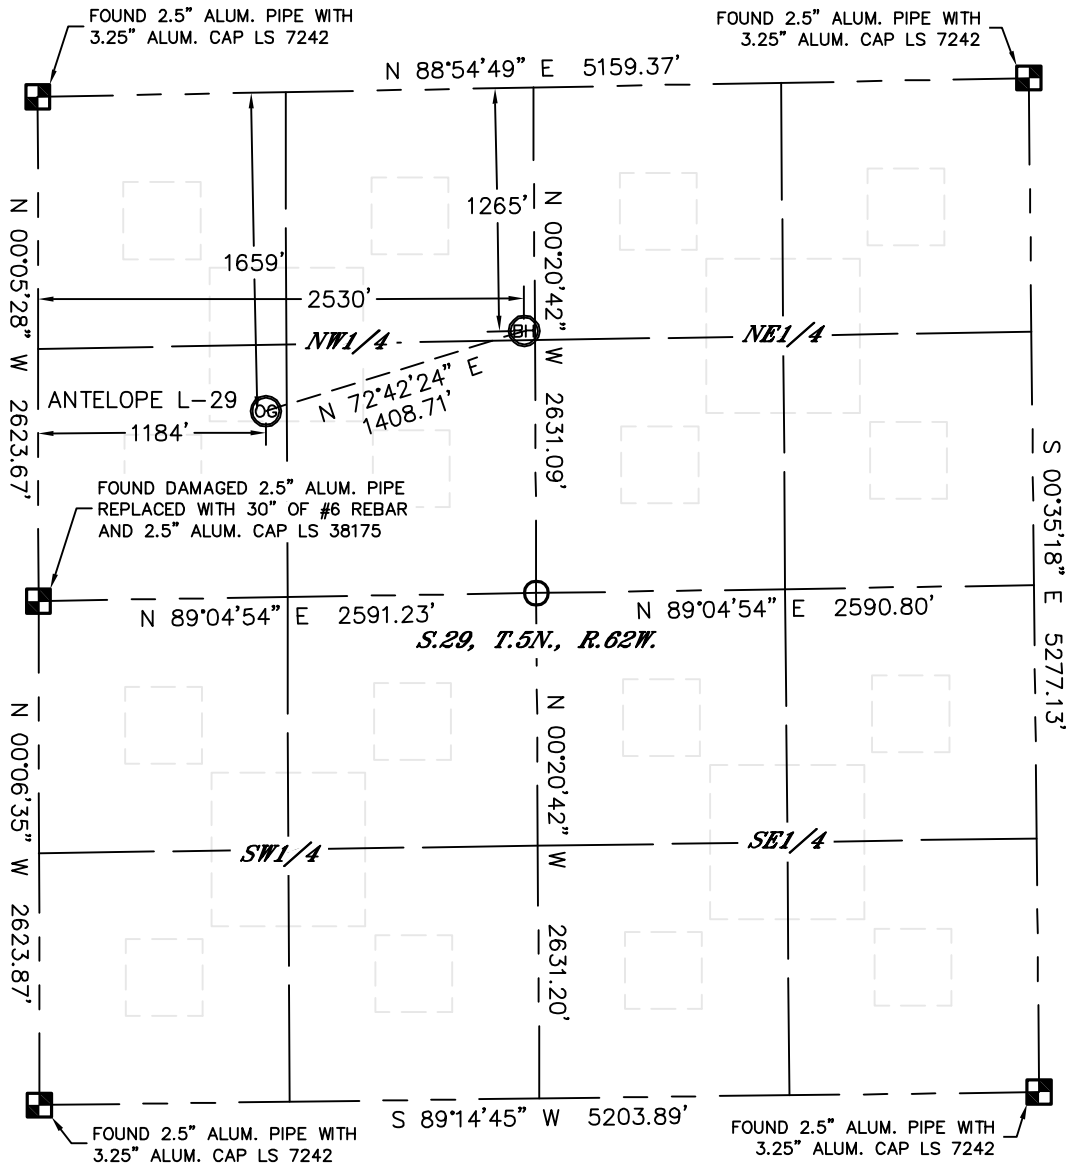 FOUND 2.5" ALUM. PIPE WITH
3.25" ALUM. CAP LS 7242
FOUND 2.5" ALUM. PIPE WITH
3.25" ALUM. CAP LS 7242
N 88°54'49" E 5159.37'
1265'
1659'
2530'
N 00°05'28" W 2623.67'
N 00°20'42" W 2631.09'
BH
NW1/4
NE1/4
N 72°42'24" E
1408.71'
ANTELOPE L-29
OG
1184'
S 00°35'18" E 5277.13'
FOUND DAMAGED 2.5" ALUM. PIPE
REPLACED WITH 30" OF #6 REBAR
AND 2.5" ALUM. CAP LS 38175
N 89°04'54" E 2591.23'
N 89°04'54" E 2590.80'
S.29, T.5N., R.62W.
N 00°06'35" W 2623.87'
N 00°20'42" W 2631.20'
SW1/4
SE1/4
S 89°14'45" W 5203.89'
FOUND 2.5" ALUM. PIPE WITH
3.25" ALUM. CAP LS 7242
FOUND 2.5" ALUM. PIPE WITH
3.25" ALUM. CAP LS 7242